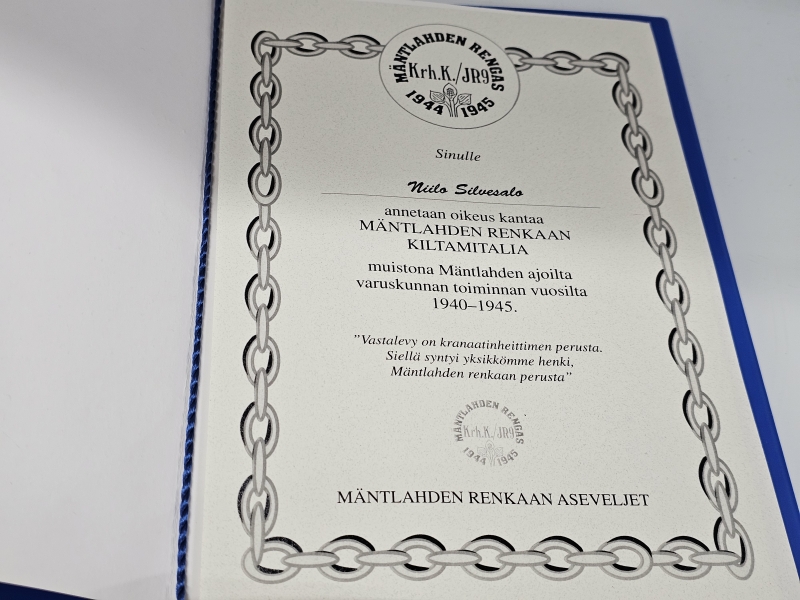 MÄNTLAHDEN RENGAS
Krh.K./JR9
1944 1945
Sinulle
Niilo Silvesalo
annetaan oikeus kantaa
MÄNTLAHDEN RENKAAN
KILTAMITALIA
muistona Mäntlahden ajoilta
varuskunnan toiminnan vuosilta
1940–1945.
”Vastalevy on kranaatinheittimen perusta.
Siellä syntyi yksikkömme henki,
Mäntlahden renkaan perusta”
MÄNTLAHDEN RENGAS
Krh.K./JR9
1944 1945
MÄNTLAHDEN RENKAAN ASEVELJET